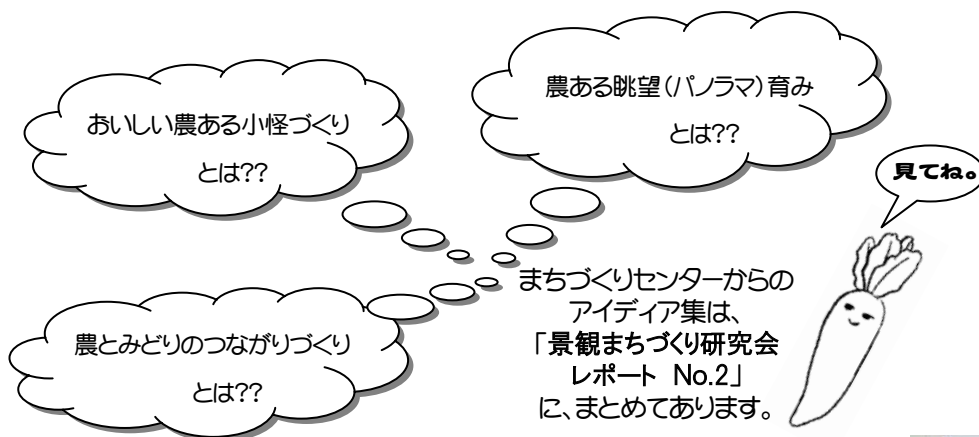 おいしい農ある小怪づくり
とは??
農ある眺望(パノラマ)育み
とは??
見てね。
農とみどりのつながりづくり
とは??
まちづくりセンターからの
アイディア集は、
「景観まちづくり研究会
レポート No.2」
に、まとめてあります。